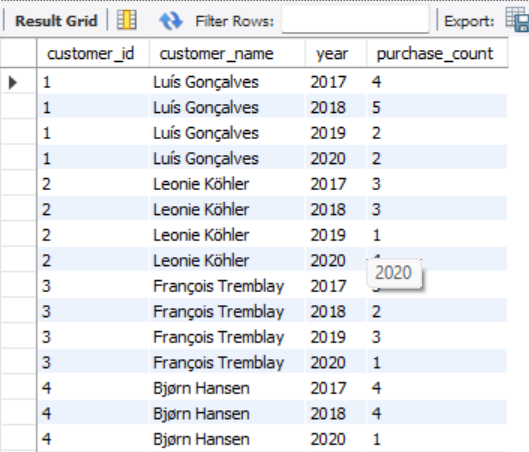 Result Grid Filter Rows: Export:
customer_id customer_name year purchase_count
1 Luís Gonçalves 2017 4
1 Luís Gonçalves 2018 5
1 Luís Gonçalves 2019 2
1 Luís Gonçalves 2020 2
2 Leonie Köhler 2017 3
2 Leonie Köhler 2018 3
2 Leonie Köhler 2019 1
2 Leonie Köhler 2020
2020
3 François Tremblay 2017
3 François Tremblay 2018 2
3 François Tremblay 2019 3
3 François Tremblay 2020 1
4 Bjørn Hansen 2017 4
4 Bjørn Hansen 2018 4
4 Bjørn Hansen 2020 1